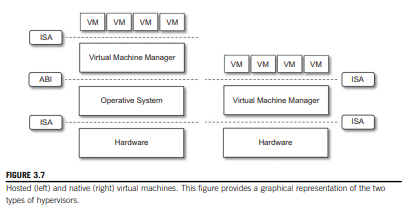 VM VM VM VM
ISA
Virtual Machine Manager
VM VM VM VM
ABI
ISA
Operative System
Virtual Machine Manager
ISA
ISA
Hardware
Hardware
FIGURE 3.7
Hosted (left) and native (right) virtual machines. This figure provides a graphical representation of the two
types of hypervisors.